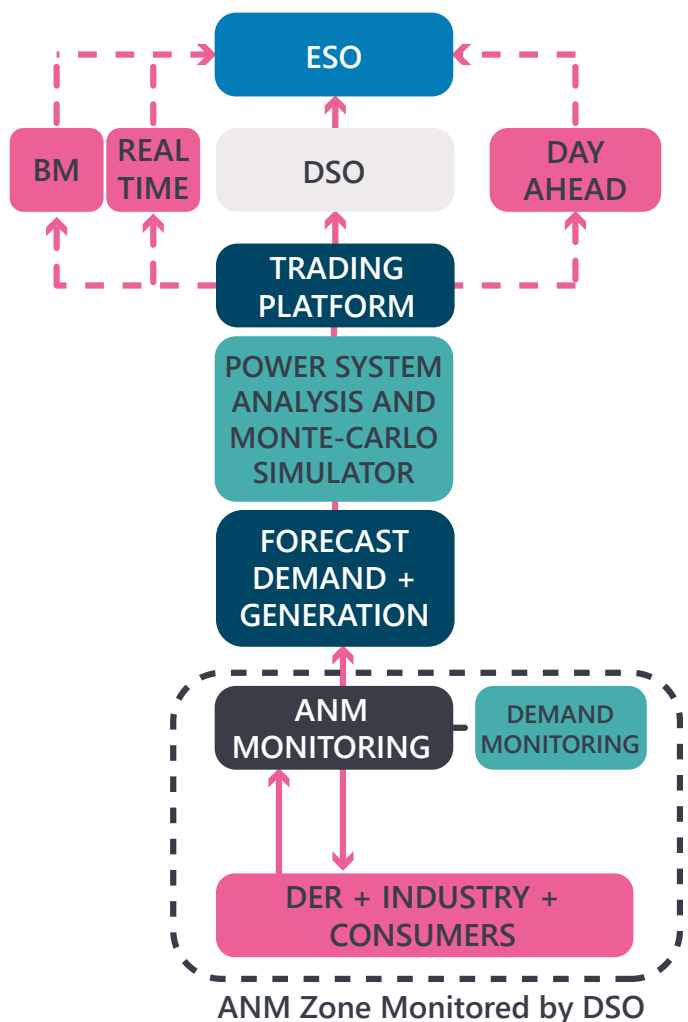 ESO
BM
REAL
TIME
DSO
DAY
AHEAD
TRADING
PLATFORM
POWER SYSTEM
ANALYSIS AND
MONTE-CARLO
SIMULATOR
FORECAST
DEMAND +
GENERATION
ANM
MONITORING
DEMAND
MONITORING
DER + INDUSTRY +
CONSUMERS
ANM Zone Monitored by DSO